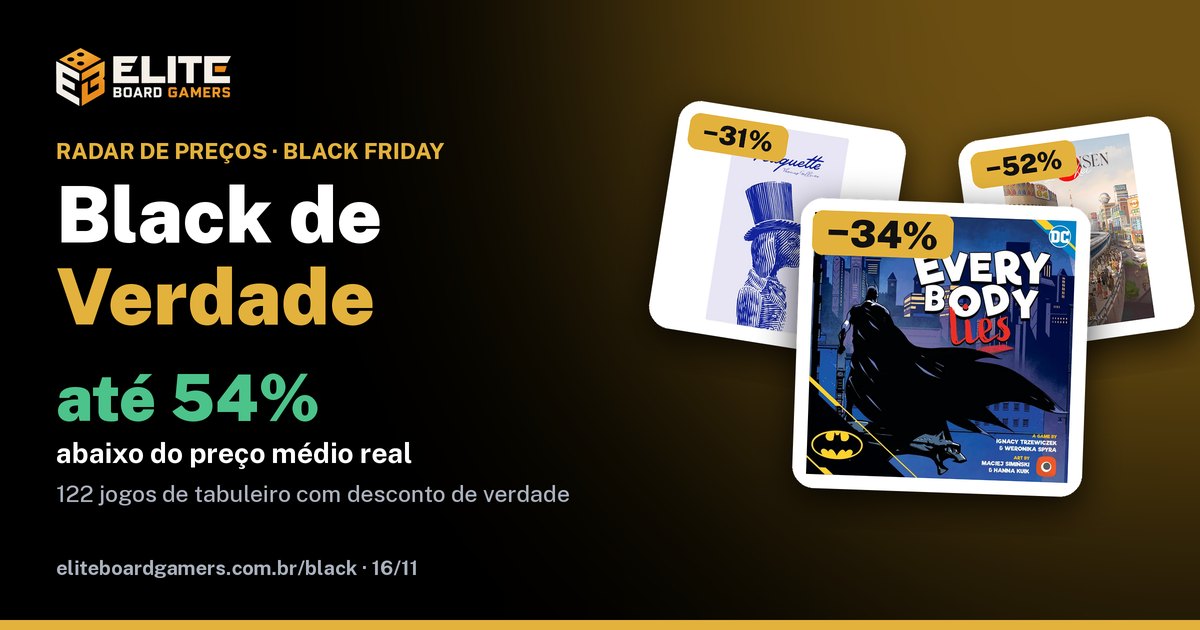 ELITE
BOARD GAMERS
RADAR DE PREÇOS · BLACK FRIDAY
Black de
Verdade
até 54%
abaixo do preço médio real
122 jogos de tabuleiro com desconto de verdade
eliteboardgamers.com.br/black · 16/11
−31%
−52%
−34%
DC
EVERY
BODY
lies
A GAME BY
IGNACY TRZEWICZEK
& WERONIKA SPYRA
ART BY
MACIEJ SIMIŃSKI
& HANNA KUIK